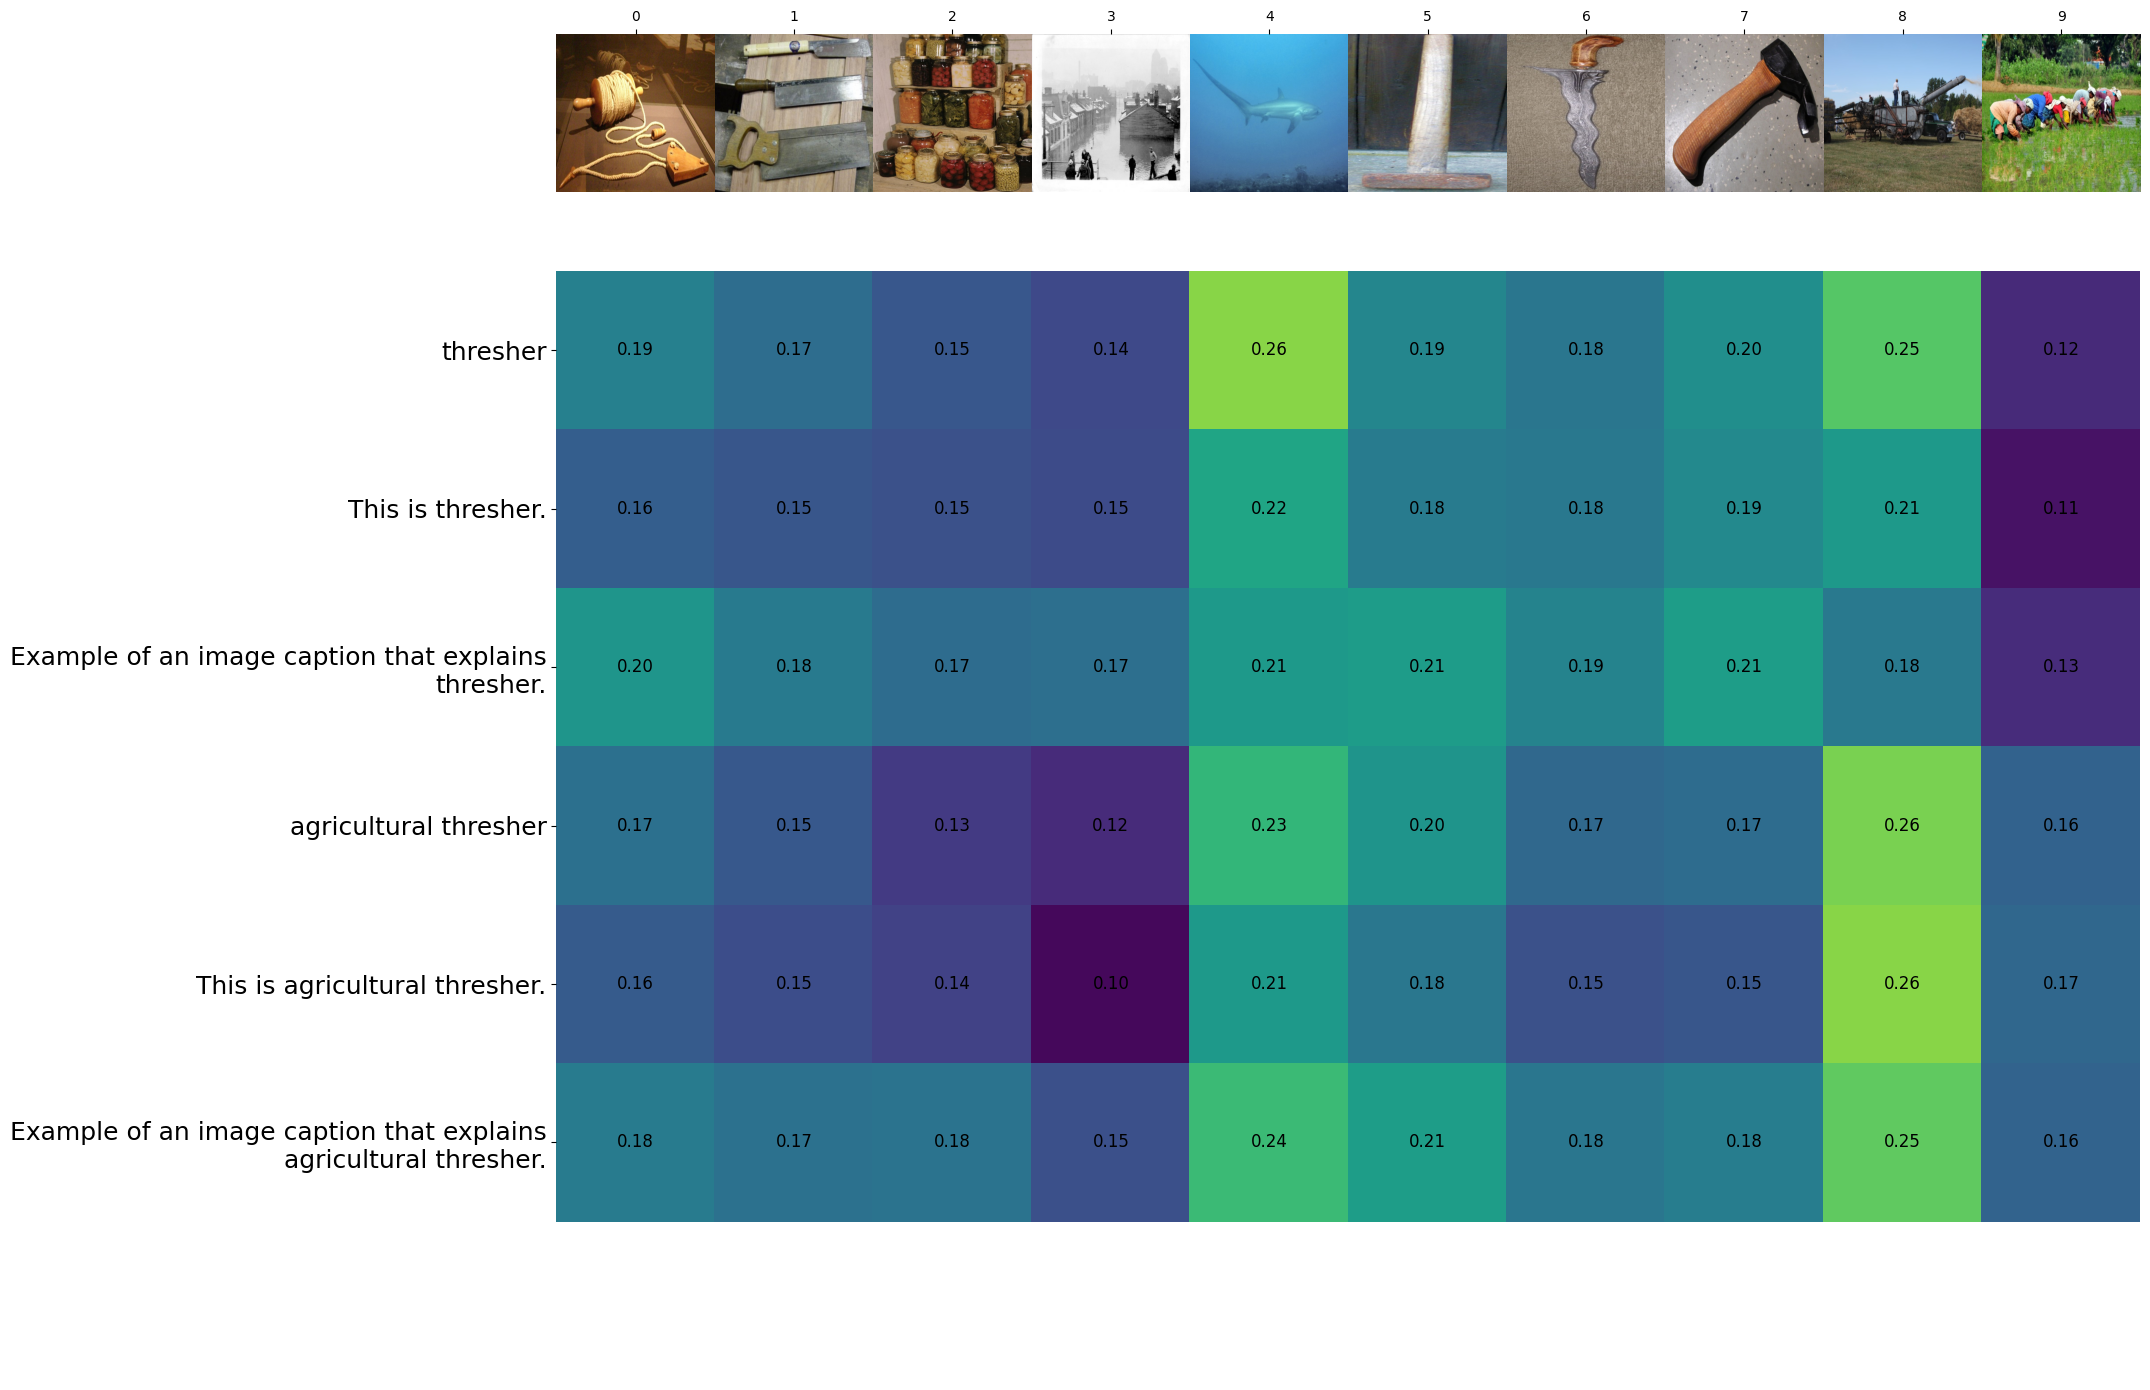 0 1 2 3 4 5 6 7 8 9
thresher 0.19 0.17 0.15 0.14 0.26 0.19 0.18 0.20 0.25 0.12
This is thresher. 0.16 0.15 0.15 0.15 0.22 0.18 0.18 0.19 0.21 0.11
Example of an image caption that explains
thresher. 0.20 0.18 0.17 0.17 0.21 0.21 0.19 0.21 0.18 0.13
agricultural thresher 0.17 0.15 0.13 0.12 0.23 0.20 0.17 0.17 0.26 0.16
This is agricultural thresher. 0.16 0.15 0.14 0.10 0.21 0.18 0.15 0.15 0.26 0.17
Example of an image caption that explains
agricultural thresher. 0.18 0.17 0.18 0.15 0.24 0.21 0.18 0.18 0.25 0.16